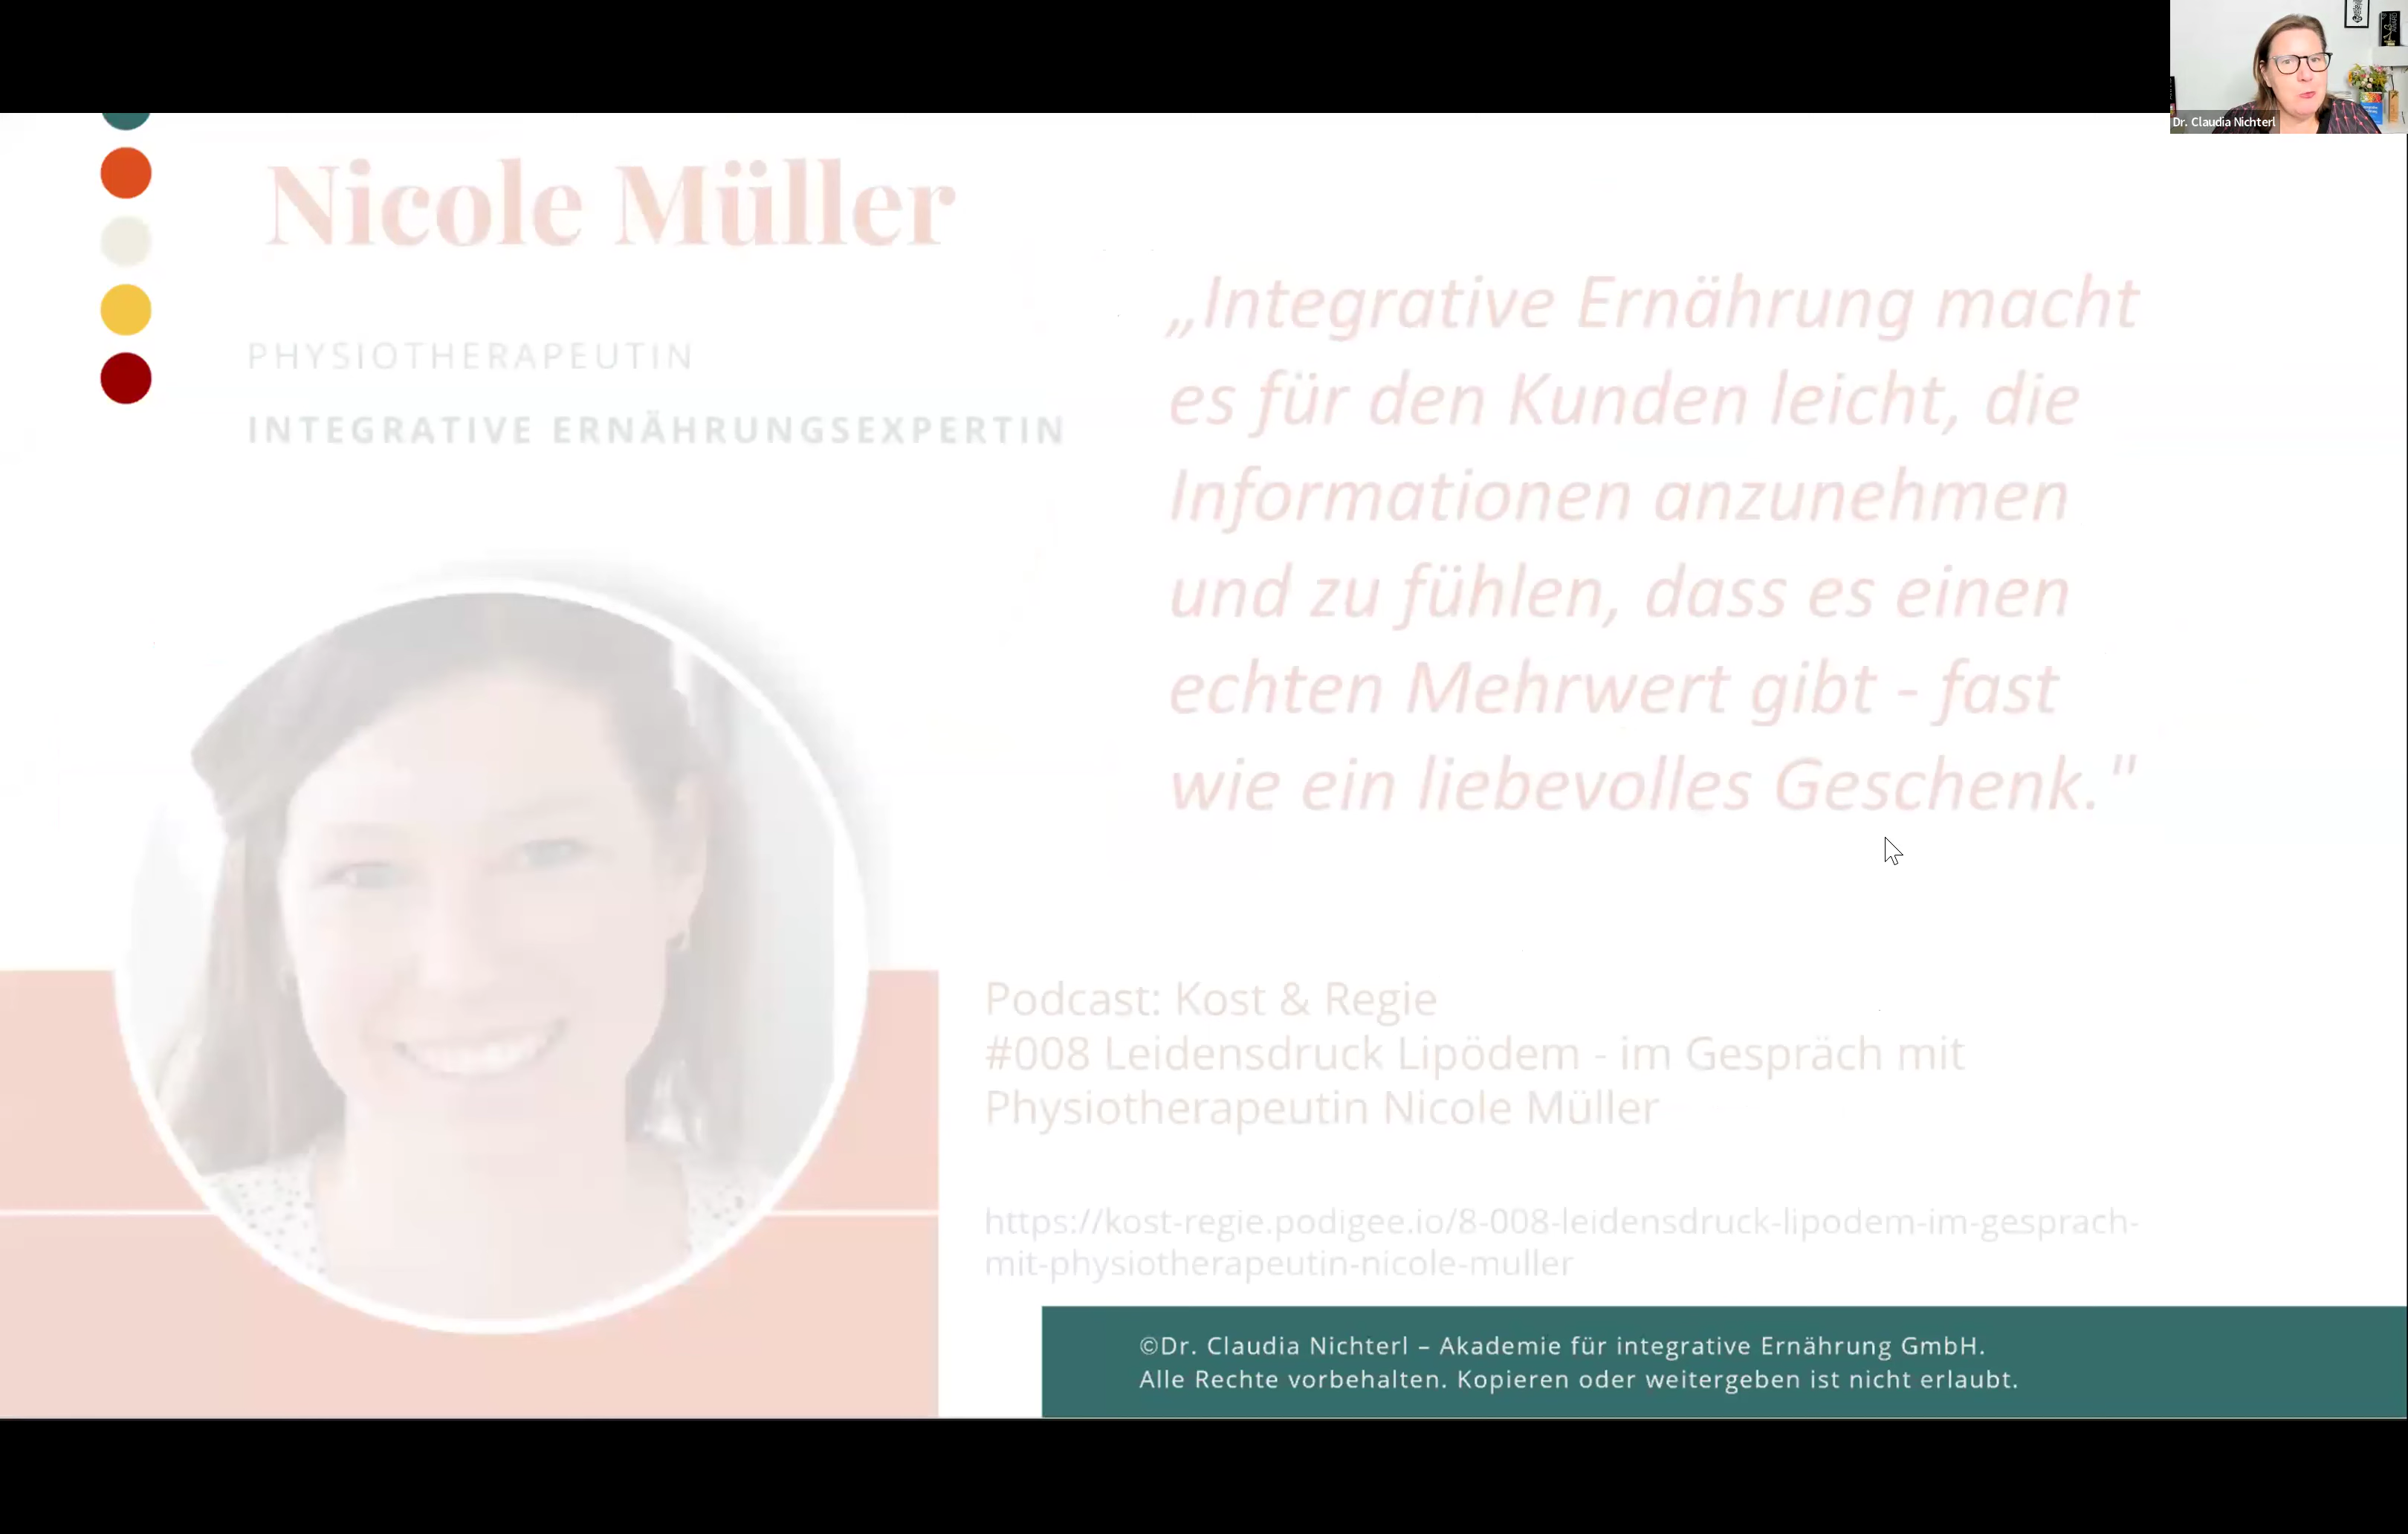 Dr. Claudia Nichterl
Nicole Müller
PHYSIOTHERAPEUTIN
INTEGRATIVE ERNÄHRUNGSEXPERTIN
„Integrative Ernährung macht
es für den Kunden leicht, die
Informationen anzunehmen
und zu fühlen, dass es einen
echten Mehrwert gibt - fast
wie ein liebevolles Geschenk."
Podcast: Kost & Regie
#008 Leidensdruck Lipödem - im Gespräch mit
Physiotherapeutin Nicole Müller
https://kost-regie.podigee.io/8-008-leidensdruck-lipodem-im-gesprach-
mit-physiotherapeutin-nicole-muller
©Dr. Claudia Nichterl – Akademie für integrative Ernährung GmbH.
Alle Rechte vorbehalten. Kopieren oder weitergeben ist nicht erlaubt.